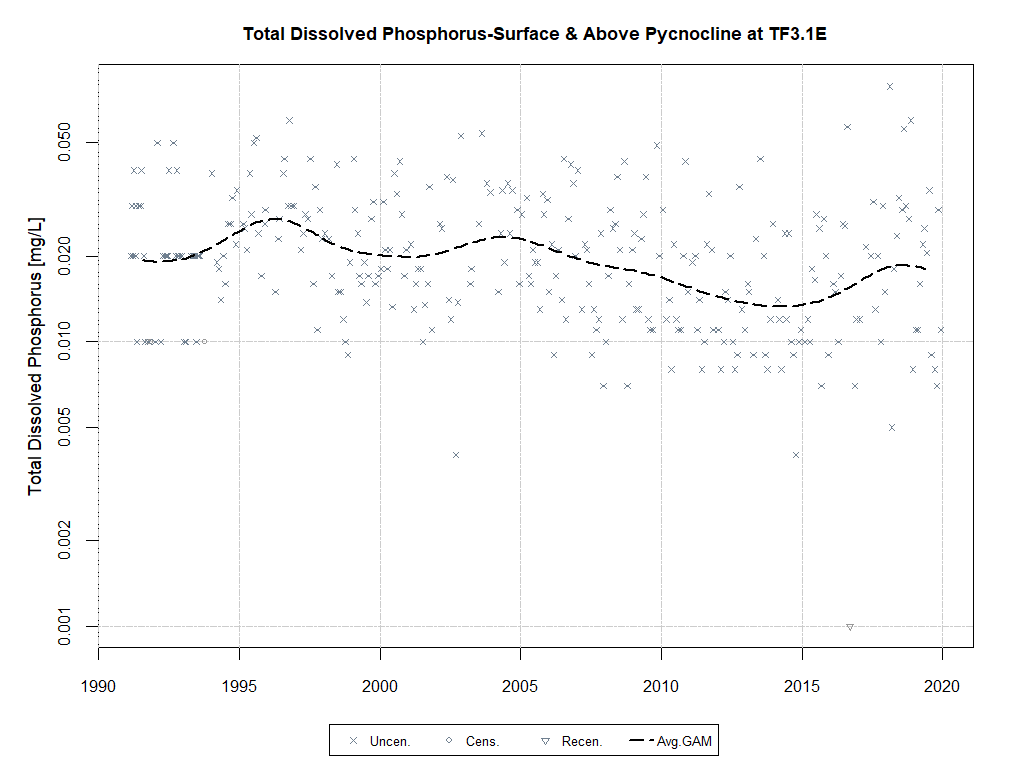 Total Dissolved Phosphorus-Surface & Above Pycnocline at TF3.1E
Total Dissolved Phosphorus [mg/L]
0.050
0.020
0.010
0.005
0.002
0.001
1990 1995 2000 2005 2010 2015 2020
Uncen. Cens. Recen. Avg.GAM